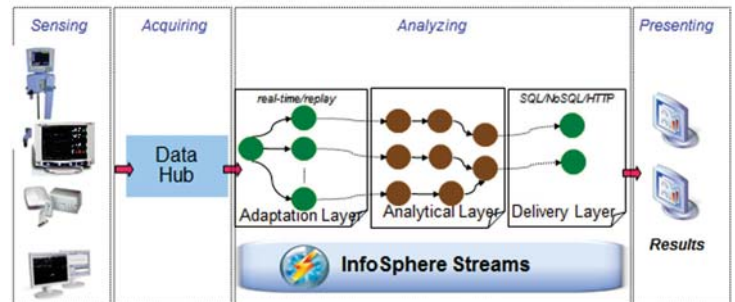 Sensing
Acquiring
Analyzing
Presenting
real-time/replay
SQL/NoSQL/HTTP
Data
Hub
Adaptation Layer
Analytical Layer
Delivery Layer
Results
InfoSphere Streams